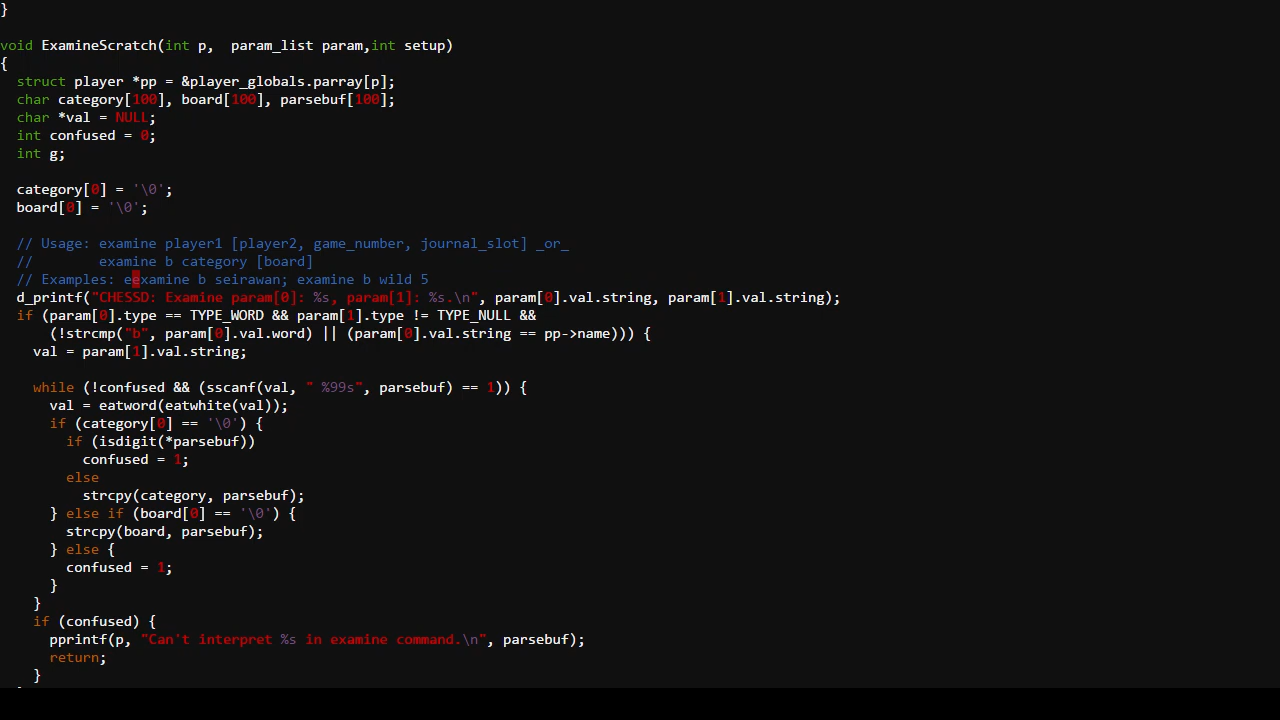 }

void ExamineScratch(int p,  param_list param,int setup)
{
  struct player *pp = &player_globals.parray[p];
  char category[100], board[100], parsebuf[100];
  char *val = NULL;
  int confused = 0;
  int g;

  category[0] = '\0';
  board[0] = '\0';

  // Usage: examine player1 [player2, game_number, journal_slot] _or_
  //        examine b category [board]
  // Examples: eexamine b seirawan; examine b wild 5
  d_printf("CHESSD: Examine param[0]: %s, param[1]: %s.\n", param[0].val.string, param[1].val.string);
  if (param[0].type == TYPE_WORD && param[1].type != TYPE_NULL &&
      (!strcmp("b", param[0].val.word) || (param[0].val.string == pp->name))) {
    val = param[1].val.string;

    while (!confused && (sscanf(val, " %99s", parsebuf) == 1)) {
      val = eatword(eatwhite(val));
      if (category[0] == '\0') {
        if (isdigit(*parsebuf))
          confused = 1;
        else
          strcpy(category, parsebuf);
      } else if (board[0] == '\0') {
        strcpy(board, parsebuf);
      } else {
        confused = 1;
      }
    }
    if (confused) {
      pprintf(p, "Can't interpret %s in examine command.\n", parsebuf);
      return;
    }